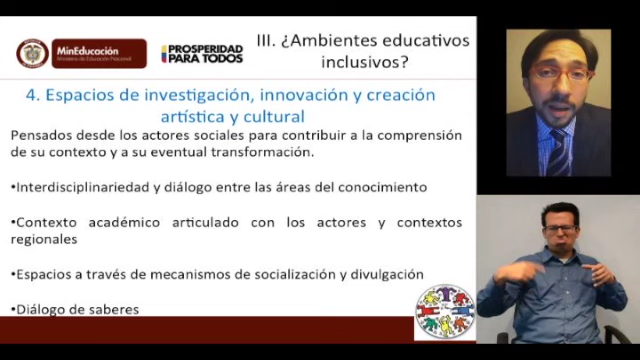 MinEducación
Ministerio de Educación Nacional
PROSPERIDAD
PARA TODOS
III. ¿Ambientes educativos
inclusivos?
4. Espacios de investigación, innovación y creación
artística y cultural
Pensados desde los actores sociales para contribuir a la comprensión
de su contexto y a su eventual transformación.
•Interdisciplinariedad y diálogo entre las áreas del conocimiento
•Contexto académico articulado con los actores y contextos
regionales
•Espacios a través de mecanismos de socialización y divulgación
•Diálogo de saberes